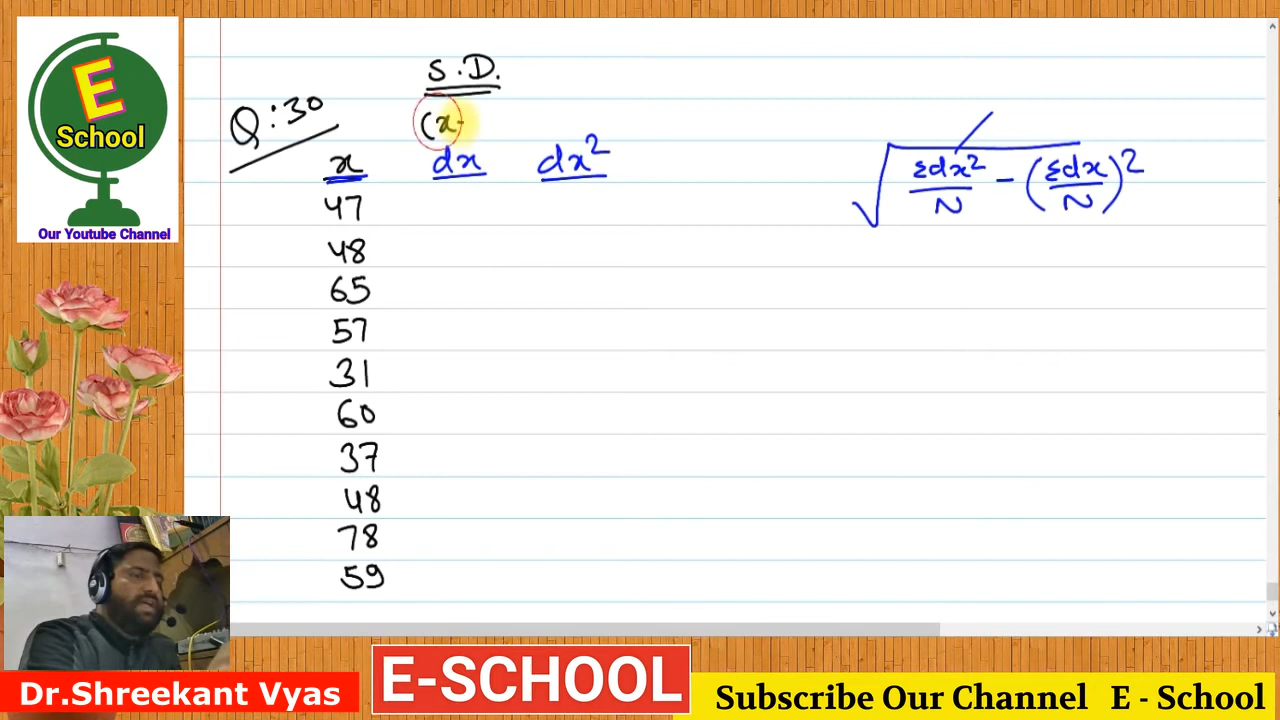 E
School
Our Youtube Channel
S.D.
Q:30
(x-
x dx dx²
√ Σdx²/N - (Σdx/N)²
47
48
65
57
31
60
37
48
78
59
Dr.Shreekant Vyas
E-SCHOOL
Subscribe Our Channel E - School